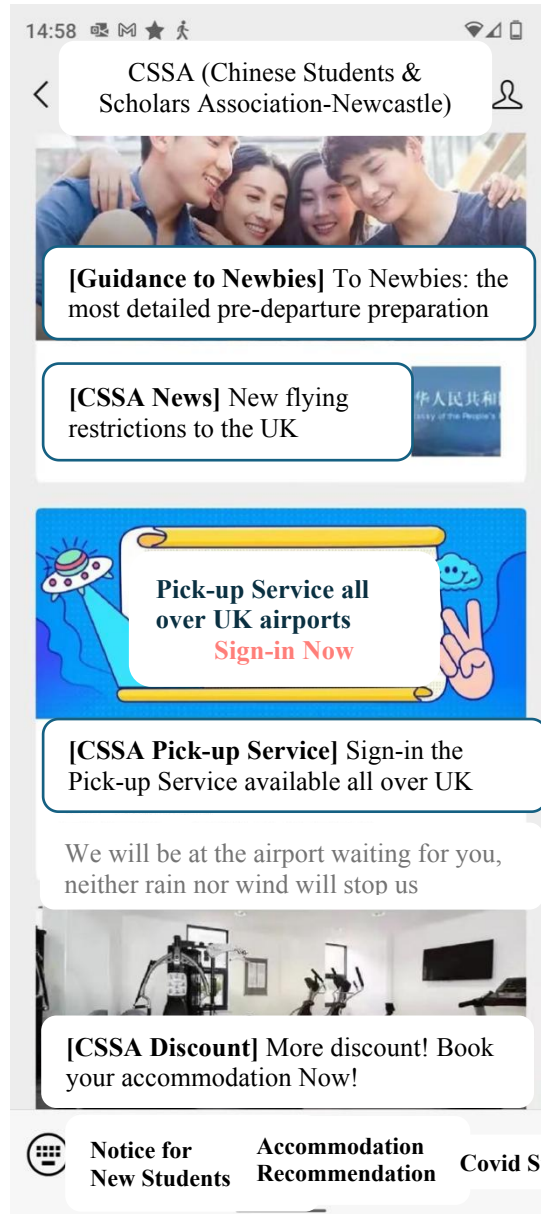 14:58
CSSA (Chinese Students &
Scholars Association-Newcastle)
[Guidance to Newbies] To Newbies: the
most detailed pre-departure preparation
[CSSA News] New flying
restrictions to the UK
华人民共和
Pick-up Service all
over UK airports
Sign-in Now
[CSSA Pick-up Service] Sign-in the
Pick-up Service available all over UK
We will be at the airport waiting for you,
neither rain nor wind will stop us
[CSSA Discount] More discount! Book
your accommodation Now!
Notice for
New Students
Accommodation
Recommendation
Covid S